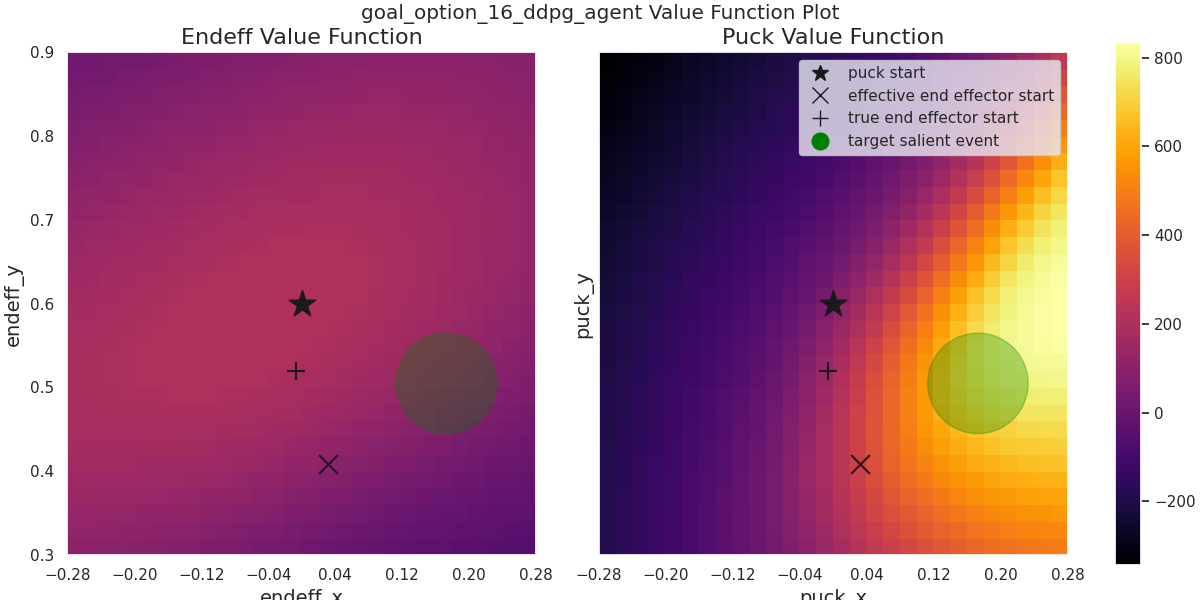 goal_option_16_ddpg_agent Value Function Plot
Endeff Value Function
Puck Value Function
endeff_y
0.9
0.8
0.7
0.6
0.5
0.4
0.3
−0.28 −0.20 −0.12 −0.04 0.04 0.12 0.20 0.28
endeff_x
puck_y
puck start
effective end effector start
true end effector start
target salient event
−0.28 −0.20 −0.12 −0.04 0.04 0.12 0.20 0.28
puck_x
800
600
400
200
0
−200